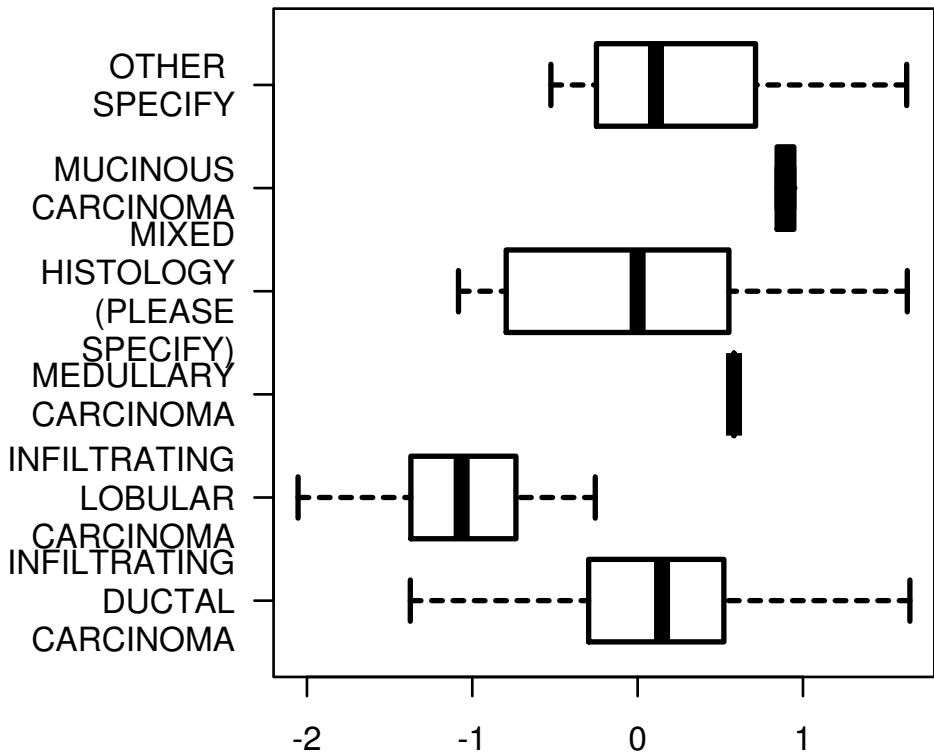 OTHER
SPECIFY
MUCINOUS
CARCINOMA
MIXED
HISTOLOGY
(PLEASE
SPECIFY)
MEDULLARY
CARCINOMA
INFILTRATING
LOBULAR
CARCINOMA
INFILTRATING
DUCTAL
CARCINOMA
-2 -1 0 1